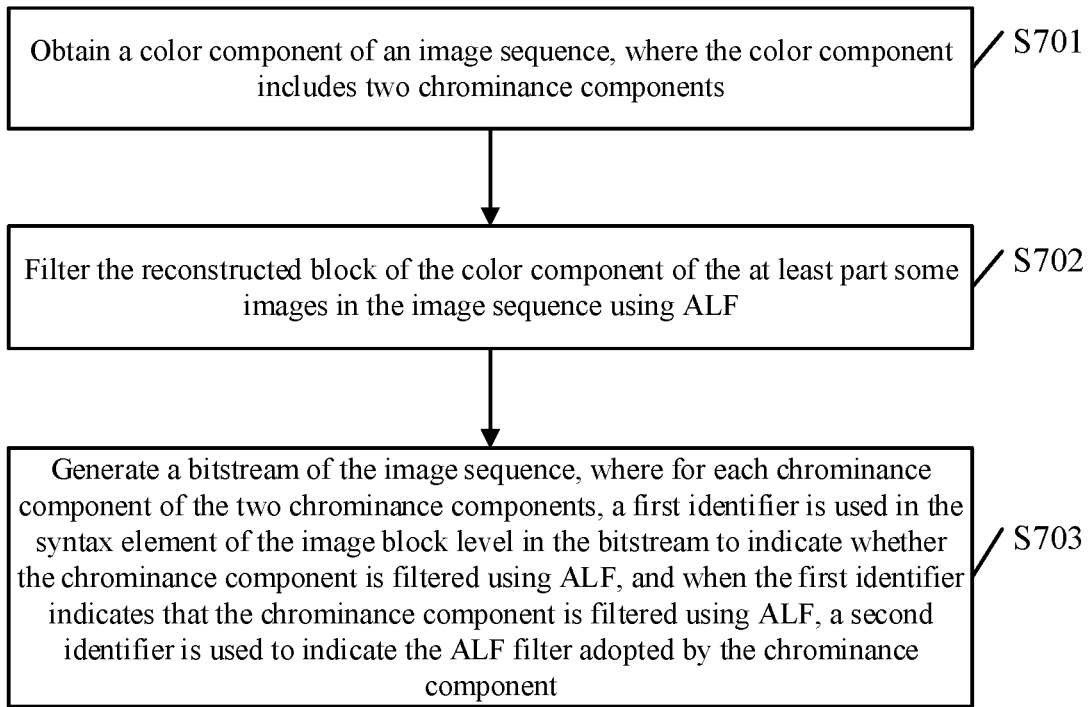 Obtain a color component of an image sequence, where the color component
includes two chrominance components
S701
Filter the reconstructed block of the color component of the at least part some
images in the image sequence using ALF
S702
Generate a bitstream of the image sequence, where for each chrominance
component of the two chrominance components, a first identifier is used in the
syntax element of the image block level in the bitstream to indicate whether
the chrominance component is filtered using ALF, and when the first identifier
indicates that the chrominance component is filtered using ALF, a second
identifier is used to indicate the ALF filter adopted by the chrominance
component
S703